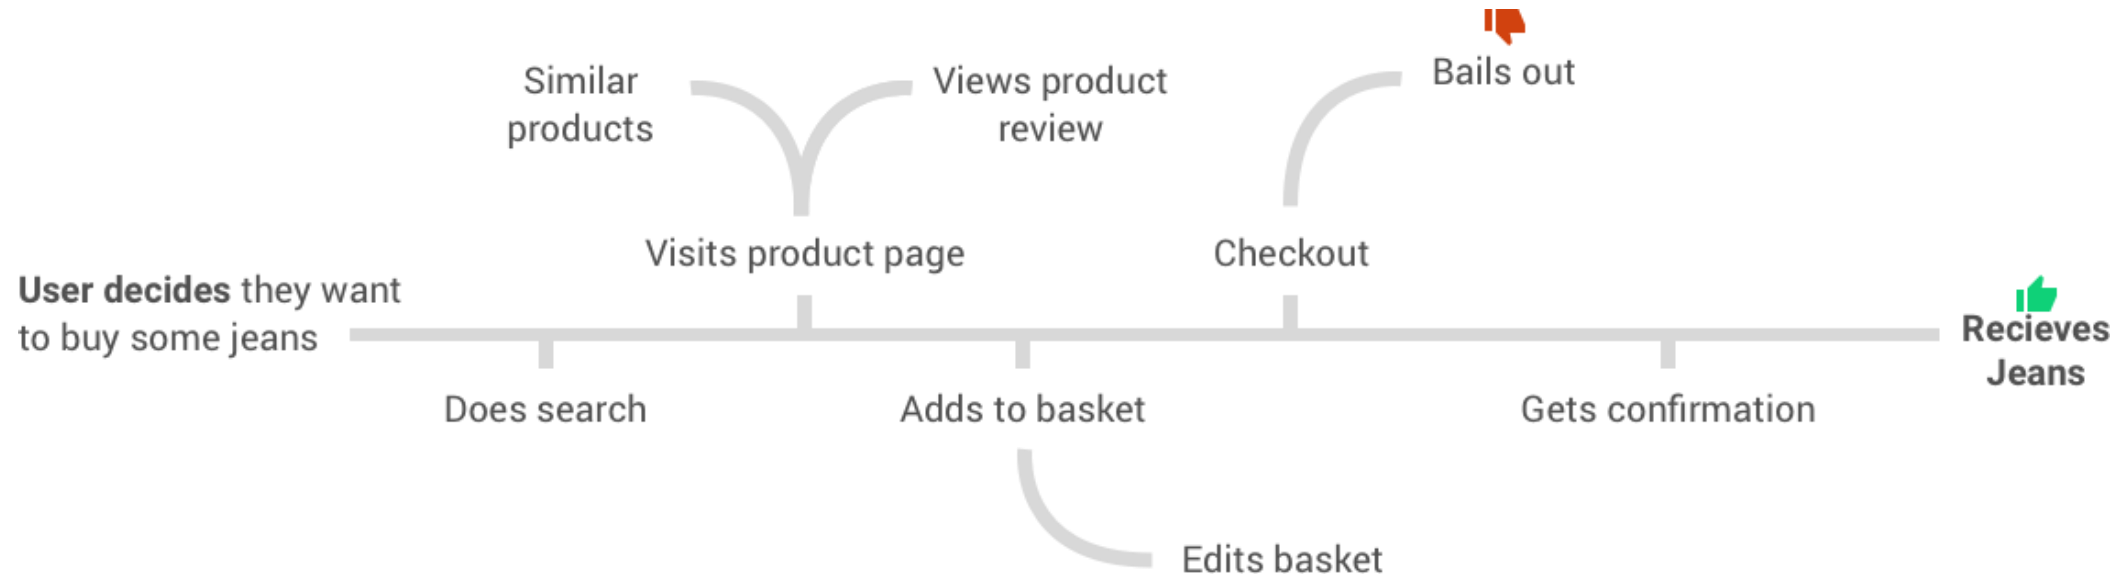 Similar
products
Views product
review
Bails out
Visits product page
Checkout
User decides they want
to buy some jeans
Recieves
Jeans
Does search
Adds to basket
Gets confirmation
Edits basket